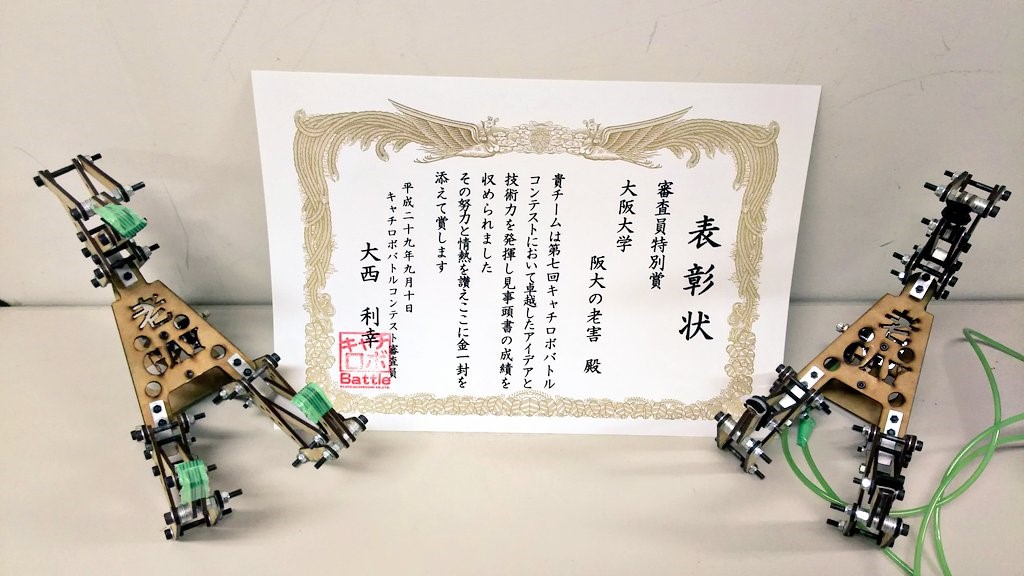 表彰状
審査員特別賞
大阪大学
阪大の老害 殿
貴チームは第七回キャチロボバトル
コンテストにおいて卓越したアイデアと
技術力を発揮し見事頭書の成績を
収められました
その努力と情熱を讃えここに金一封を
添えて賞します
平成二十九年九月十日
キャチロボバトルコンテスト審査員
大西 利幸
キャチ
ロボ
Battle
老
老